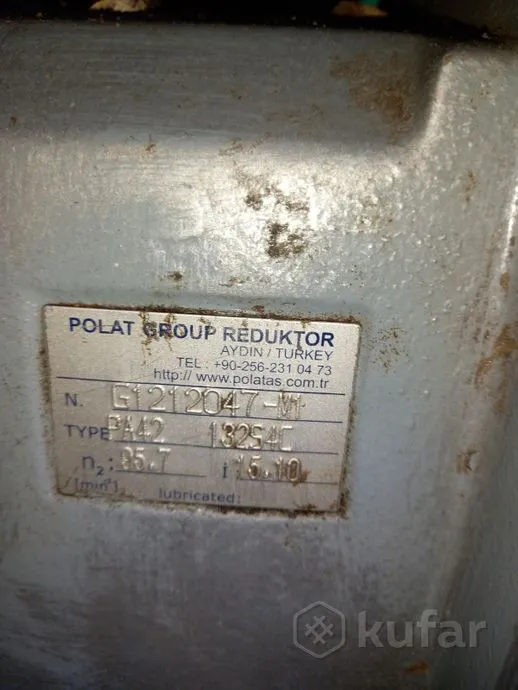 POLAT GROUP REDUKTOR
AYDIN / TURKEY
TEL : +90-256-231 04 73
http:// www.polatas.com.tr
N. G1212047-M1
TYPE PA42 132S4C
n₂: 95.7 i 15.10
[min⁻¹] lubricated:
kufar